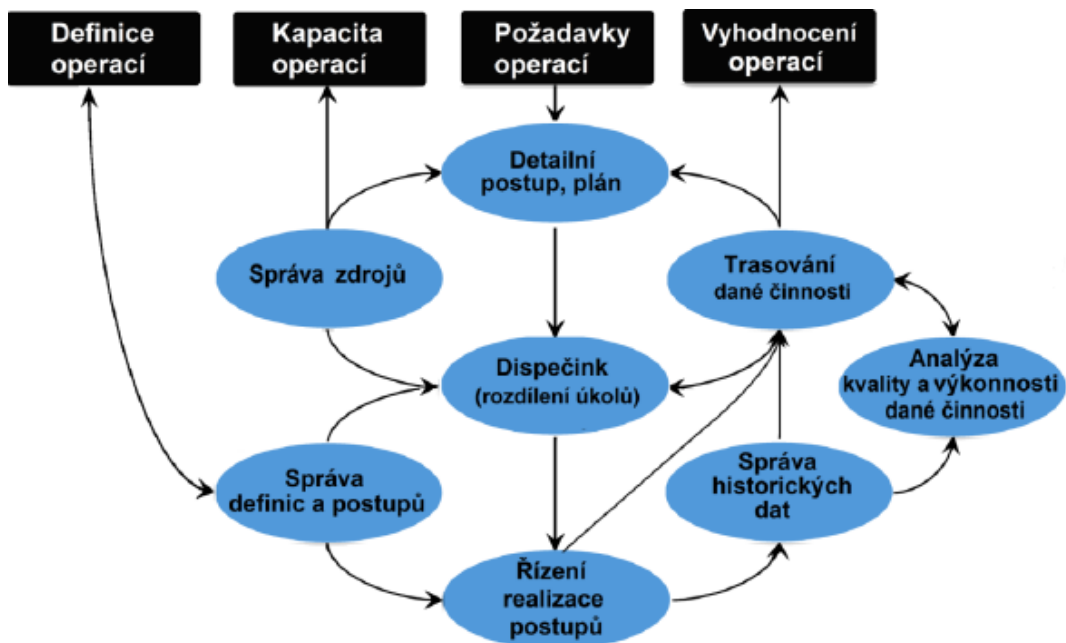 Definice
operací
Kapacita
operací
Požadavky
operací
Vyhodnocení
operací
Detailní
postup, plán
Správa zdrojů
Trasování
dané činnosti
Dispečink
(rozdílení úkolů)
Analýza
kvality a výkonnosti
dané činnosti
Správa
definic a postupů
Správa
historických
dat
Řízení
realizace
postupů